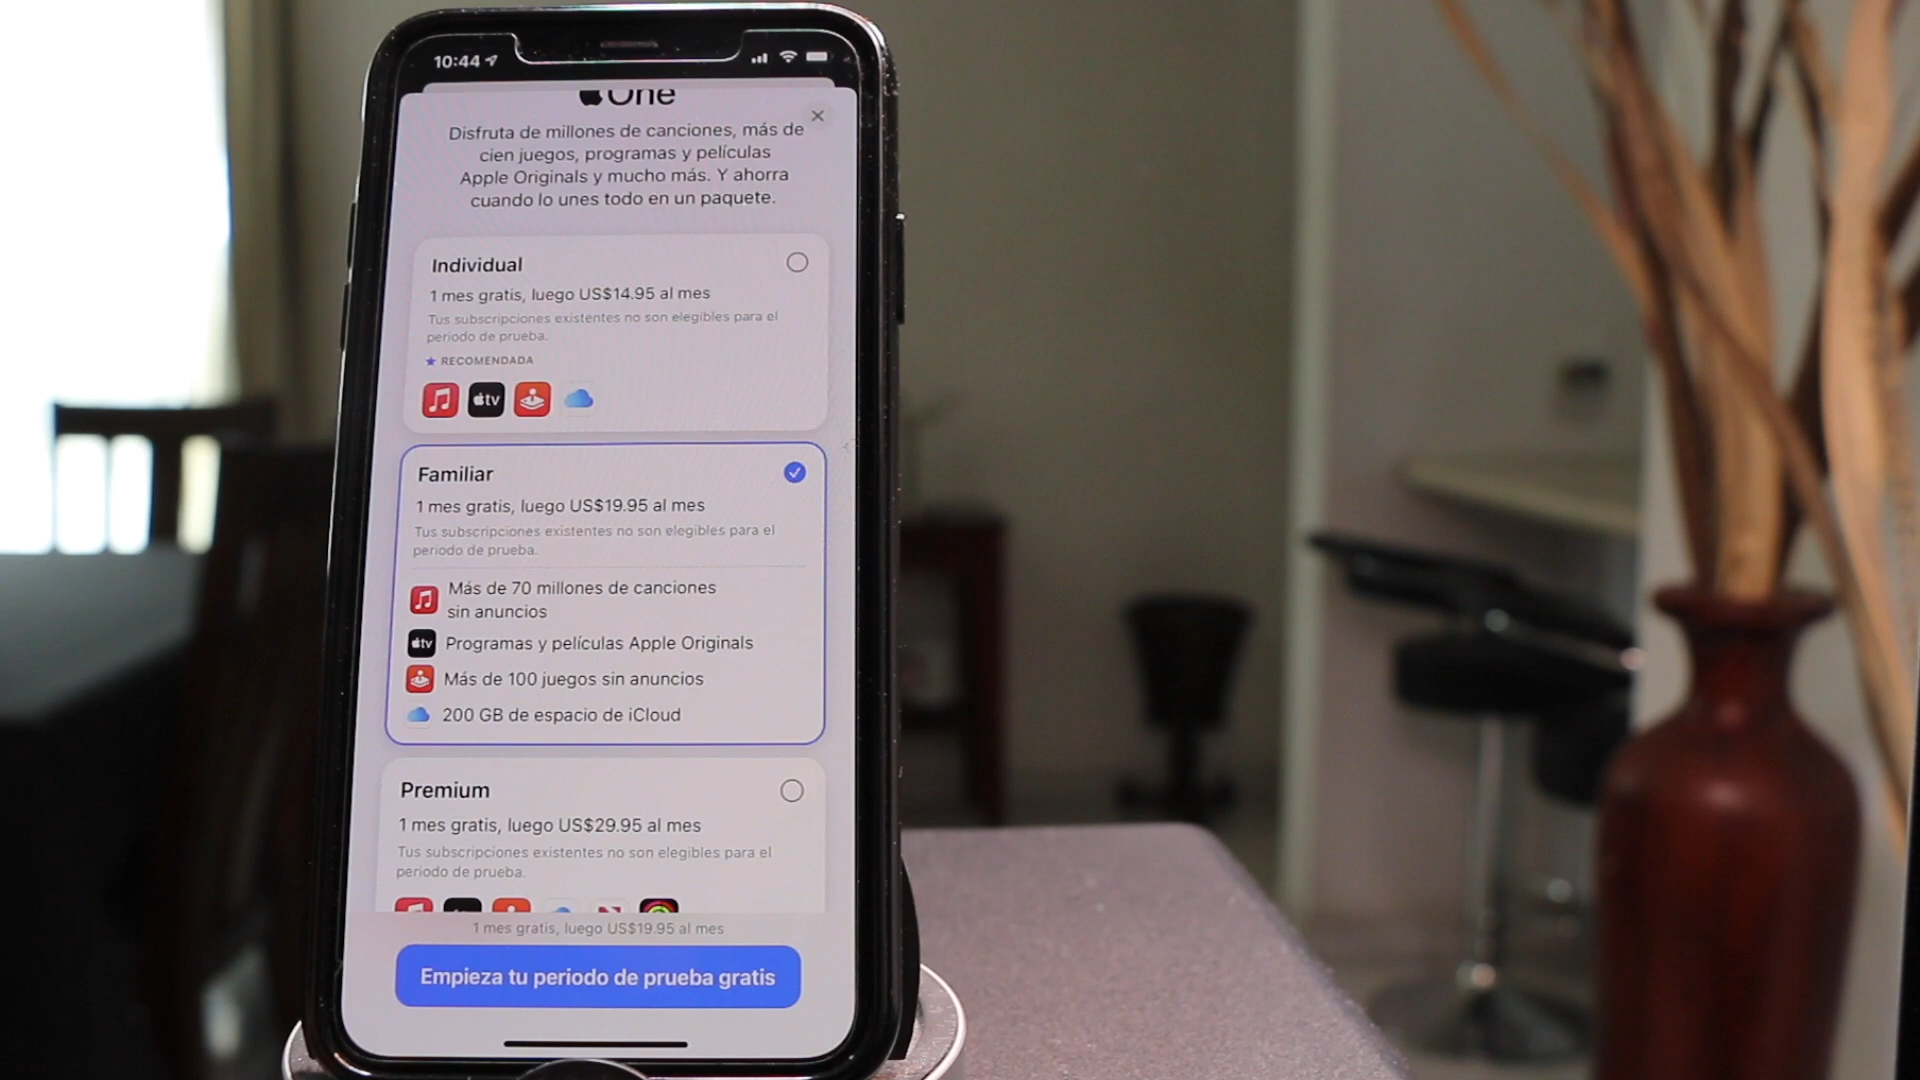 10:44
One
Disfruta de millones de canciones, más de
cien juegos, programas y películas
Apple Originals y mucho más. Y ahorra
cuando lo unes todo en un paquete.
Individual
1 mes gratis, luego US$14.95 al mes
Tus subscripciones existentes no son elegibles para el
periodo de prueba.
★ RECOMENDADA
tv
Familiar
1 mes gratis, luego US$19.95 al mes
Tus subscripciones existentes no son elegibles para el
periodo de prueba.
Más de 70 millones de canciones
sin anuncios
tv Programas y películas Apple Originals
Más de 100 juegos sin anuncios
200 GB de espacio de iCloud
Premium
1 mes gratis, luego US$29.95 al mes
Tus subscripciones existentes no son elegibles para el
periodo de prueba.
1 mes gratis, luego US$19.95 al mes
Empieza tu periodo de prueba gratis